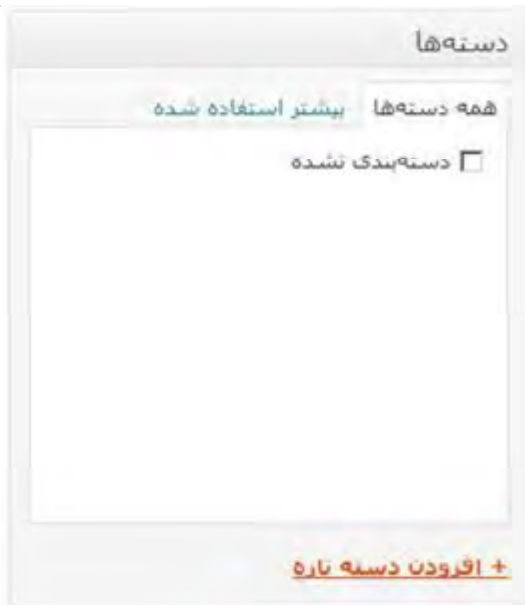 دسته‌ها
همه دسته‌ها بیشتر استفاده شده
دسته‌بندی نشده
+ افزودن دسته تازه